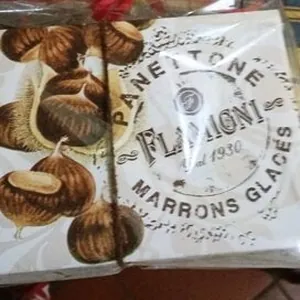 PANETTONE
FLAMIGNI
dal 1930
MARRONS GLACÉS